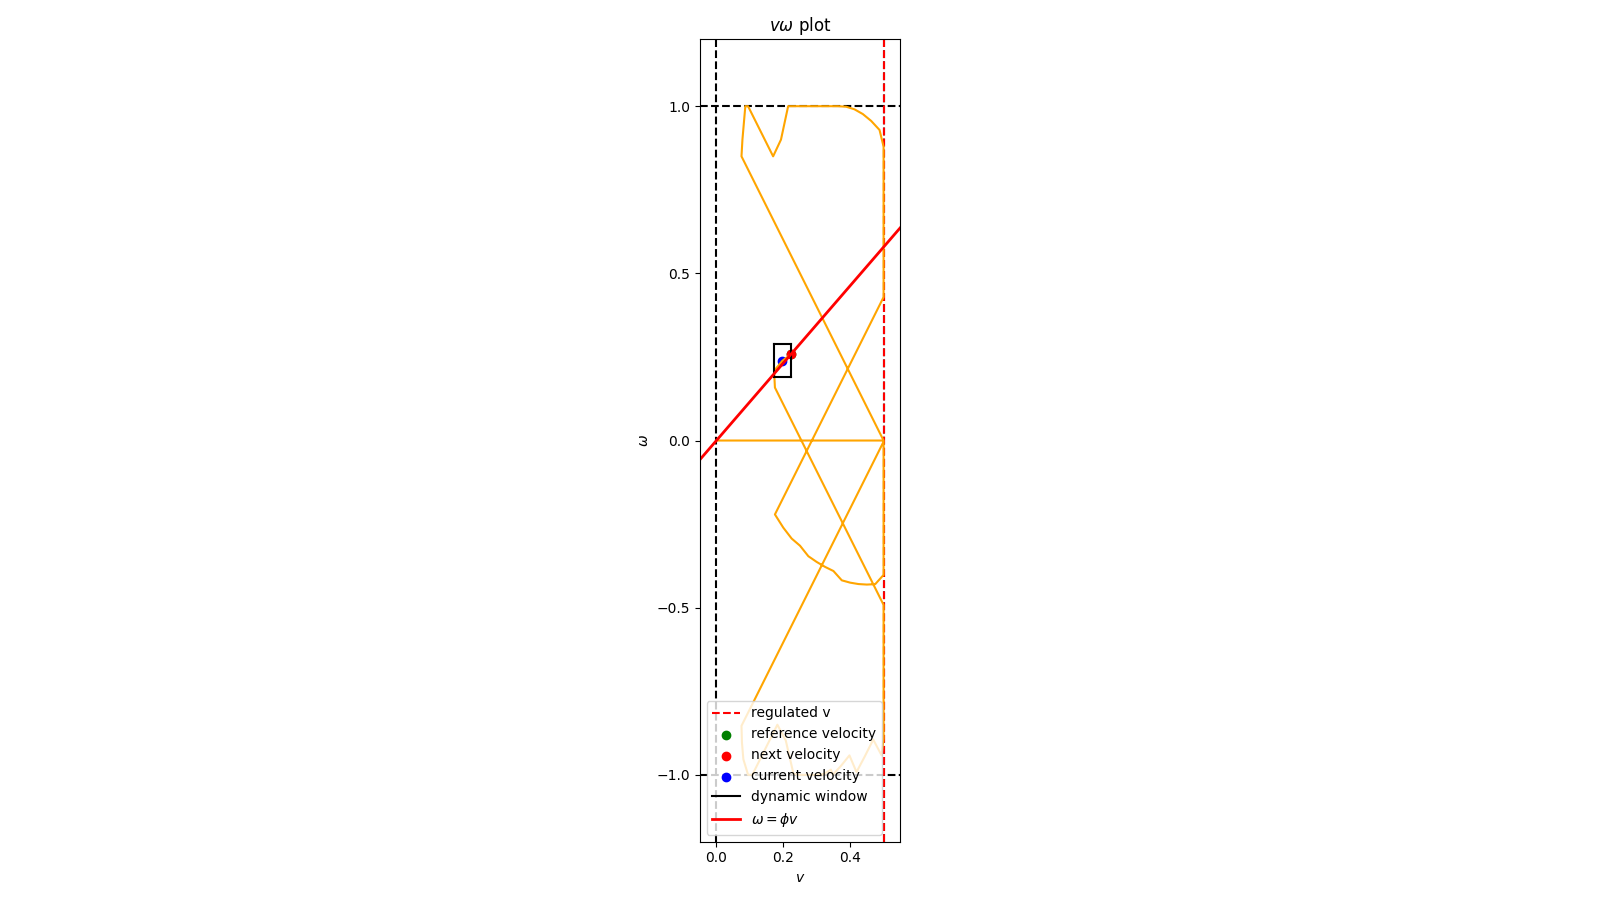 vω plot
1.0
0.5
0.0
−0.5
−1.0
ω
0.0 0.2 0.4
v
regulated v
reference velocity
next velocity
current velocity
dynamic window
ω = ϕv